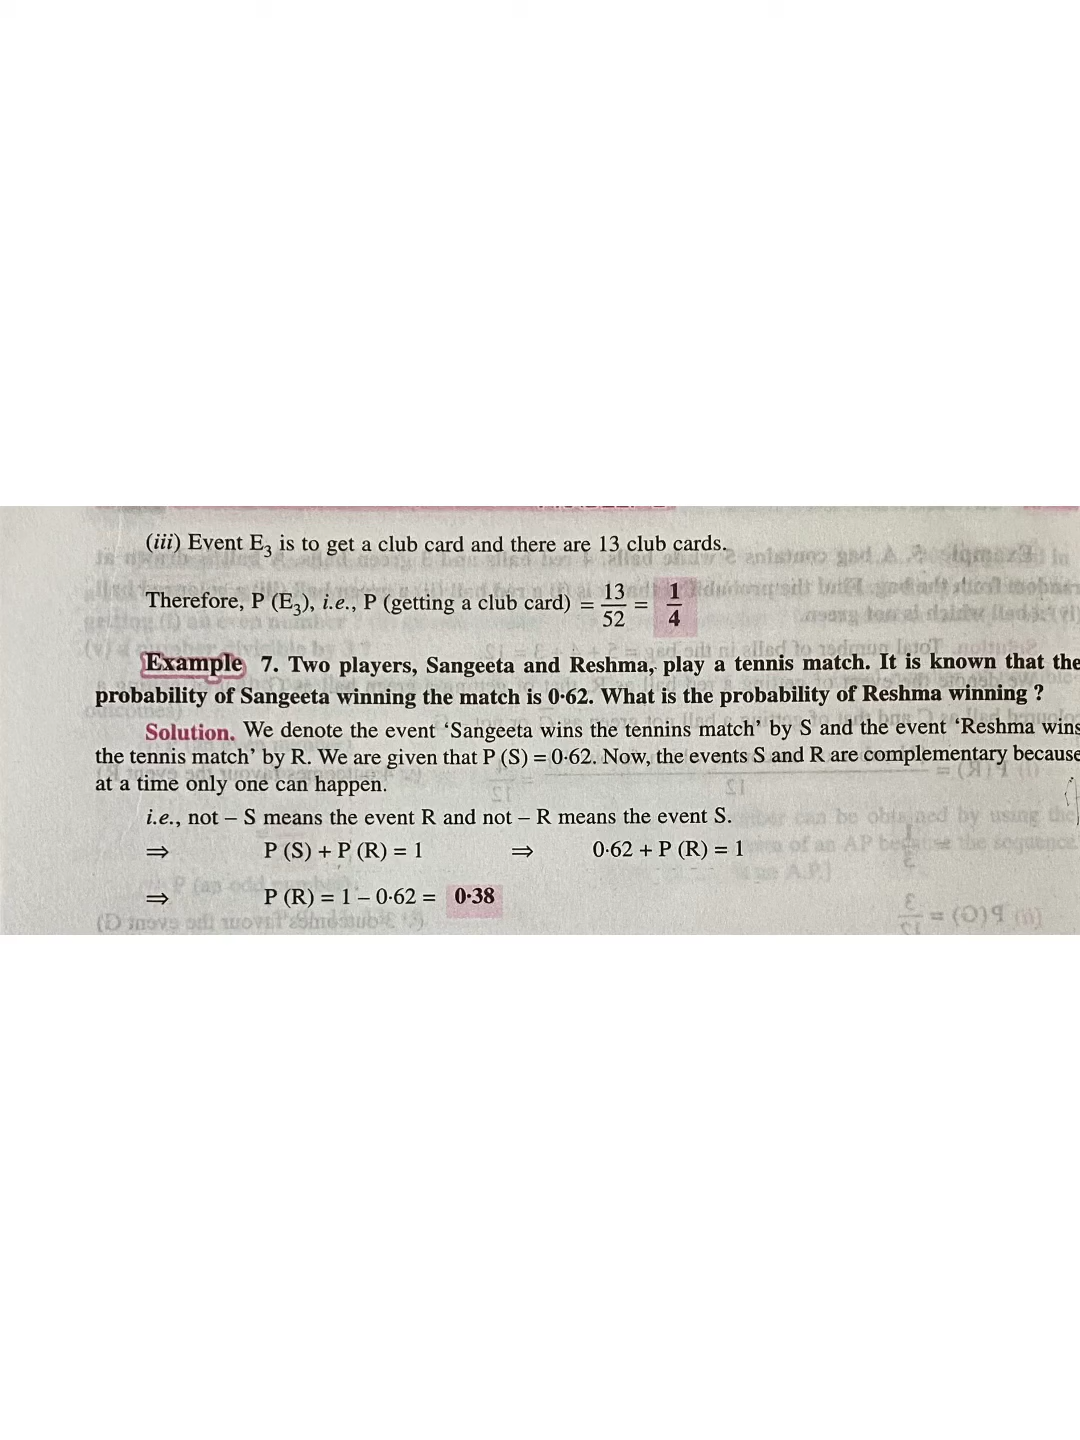 (iii) Event E₃ is to get a club card and there are 13 club cards.
Therefore, P (E₃), i.e., P (getting a club card) = 13/52 = 1/4
Example 7. Two players, Sangeeta and Reshma, play a tennis match. It is known that the
probability of Sangeeta winning the match is 0·62. What is the probability of Reshma winning ?
Solution. We denote the event ‘Sangeeta wins the tennins match’ by S and the event ‘Reshma wins
the tennis match’ by R. We are given that P (S) = 0·62. Now, the events S and R are complementary because
at a time only one can happen.
i.e., not – S means the event R and not – R means the event S.
⇒ P (S) + P (R) = 1 ⇒ 0·62 + P (R) = 1
⇒ P (R) = 1 – 0·62 = 0·38